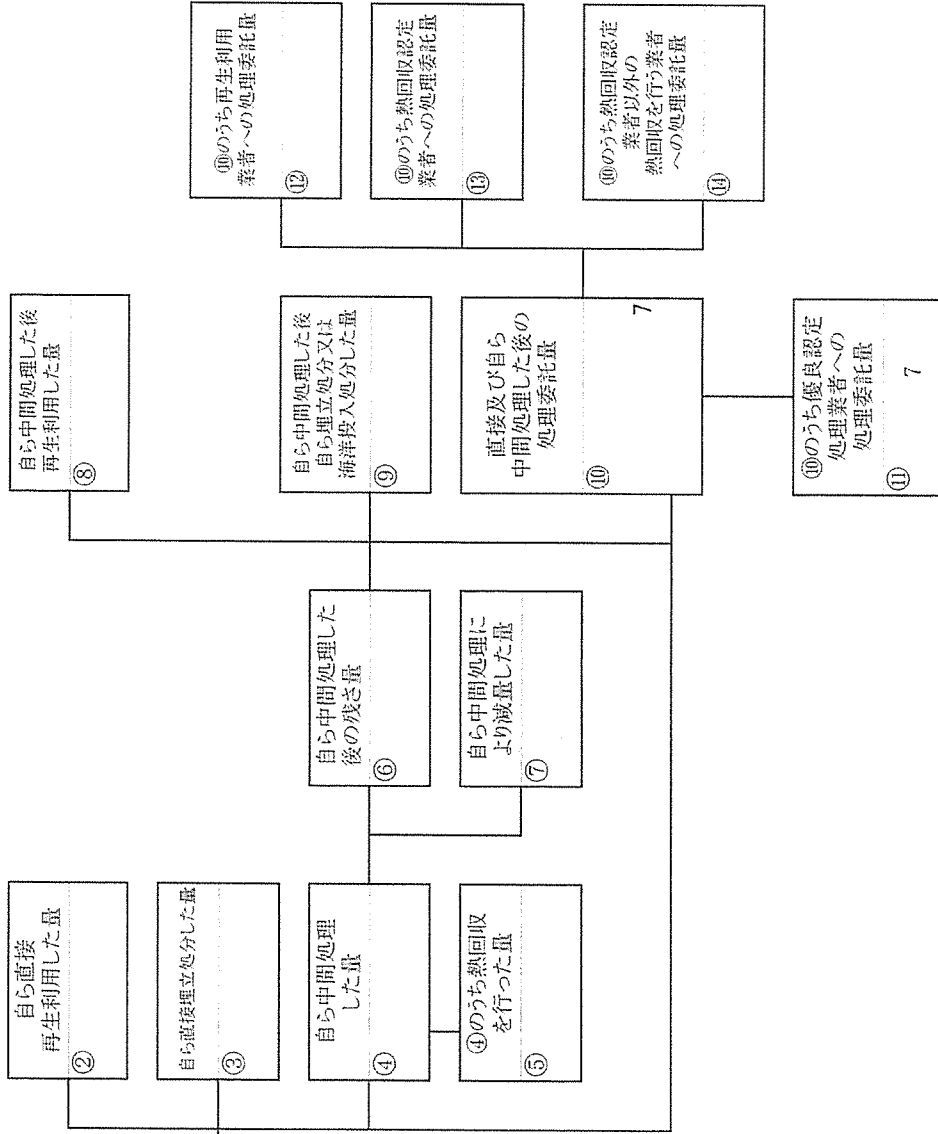 自ら直接
再生利用した量
②
自ら直接埋立処分した量
③
自ら中間処理
した量
④
④のうち熱回収
を行った量
⑤
自ら中間処理した
後の残さ量
⑥
自ら中間処理に
より減量した量
⑦
自ら中間処理した後
再生利用した量
⑧
自ら中間処理した後
自ら埋立処分又は
海洋投入処分した量
⑨
直接及び自ら
中間処理した後の
処理委託量
⑩
7
⑩のうち優良認定
処理業者への
処理委託量
⑪
7
⑩のうち再生利用
業者への処理委託量
⑫
⑩のうち熱回収認定
業者への処理委託量
⑬
⑩のうち熱回収認定
業者以外の
熱回収を行う業者
への処理委託量
⑭